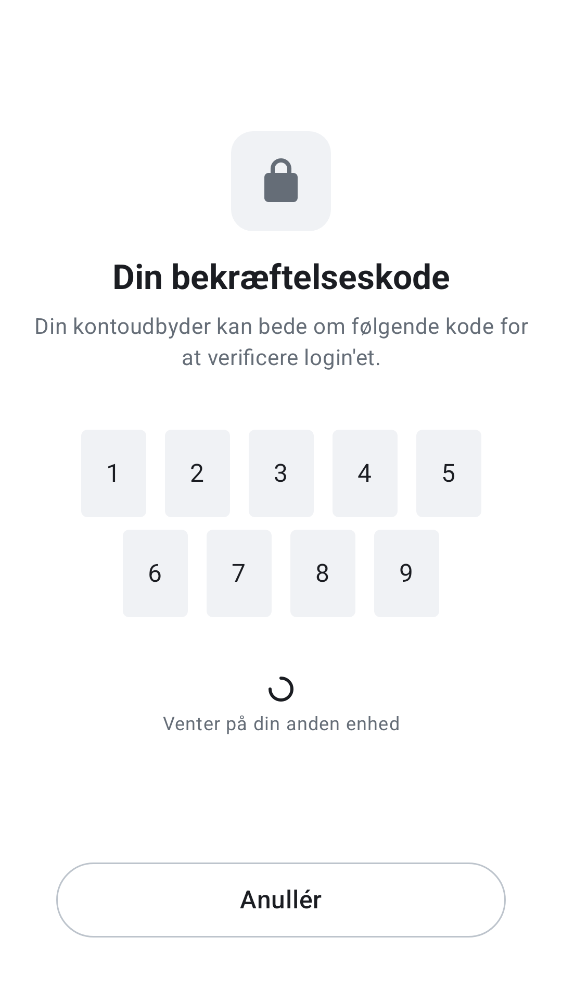 Din bekræftelseskode
Din kontoudbyder kan bede om følgende kode for
at verificere login'et.
1 2 3 4 5
6 7 8 9
Venter på din anden enhed
Anullér